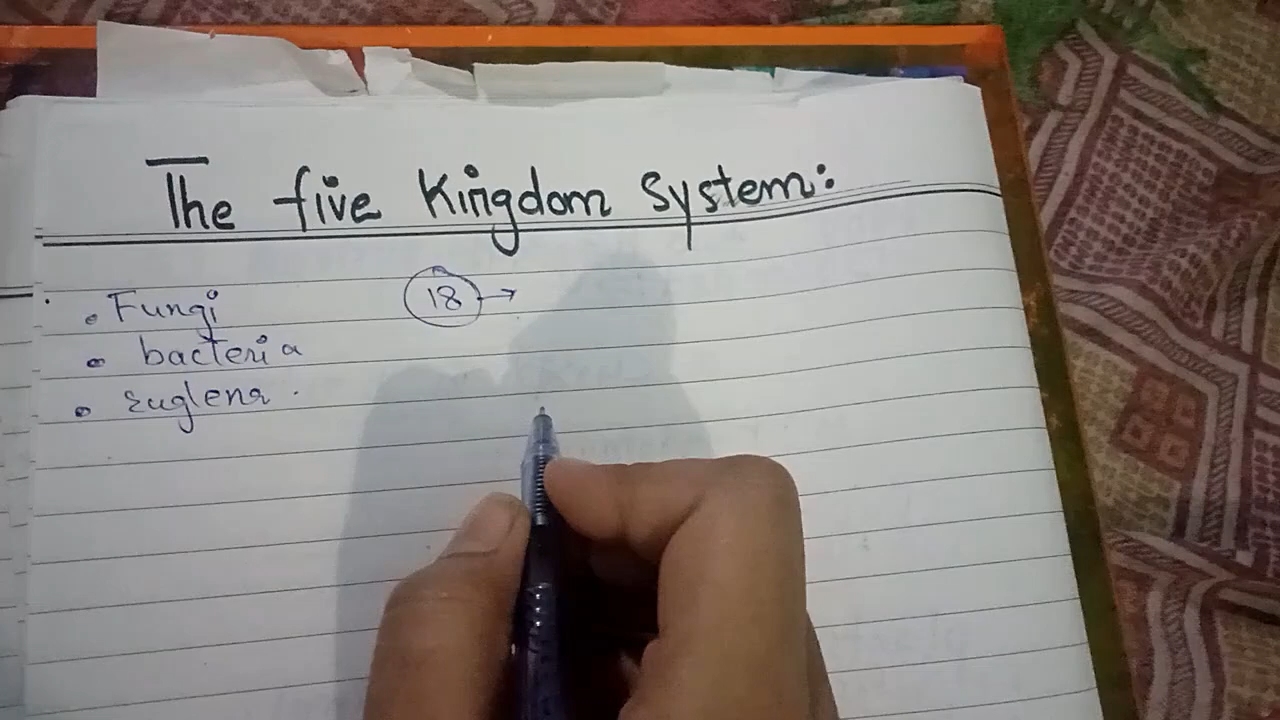 The five Kingdom System:
. Fungi
18 →
. bacteria
. Euglena .